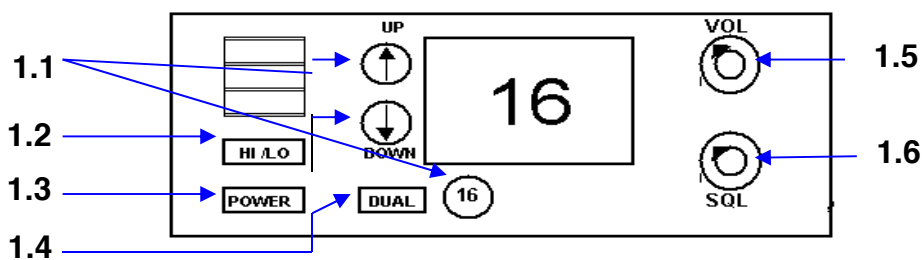 UP
VOL
1.1
1.5
16
1.2
HI /LO
DOWN
1.6
1.3
POWER
DUAL
16
SQL
1.4